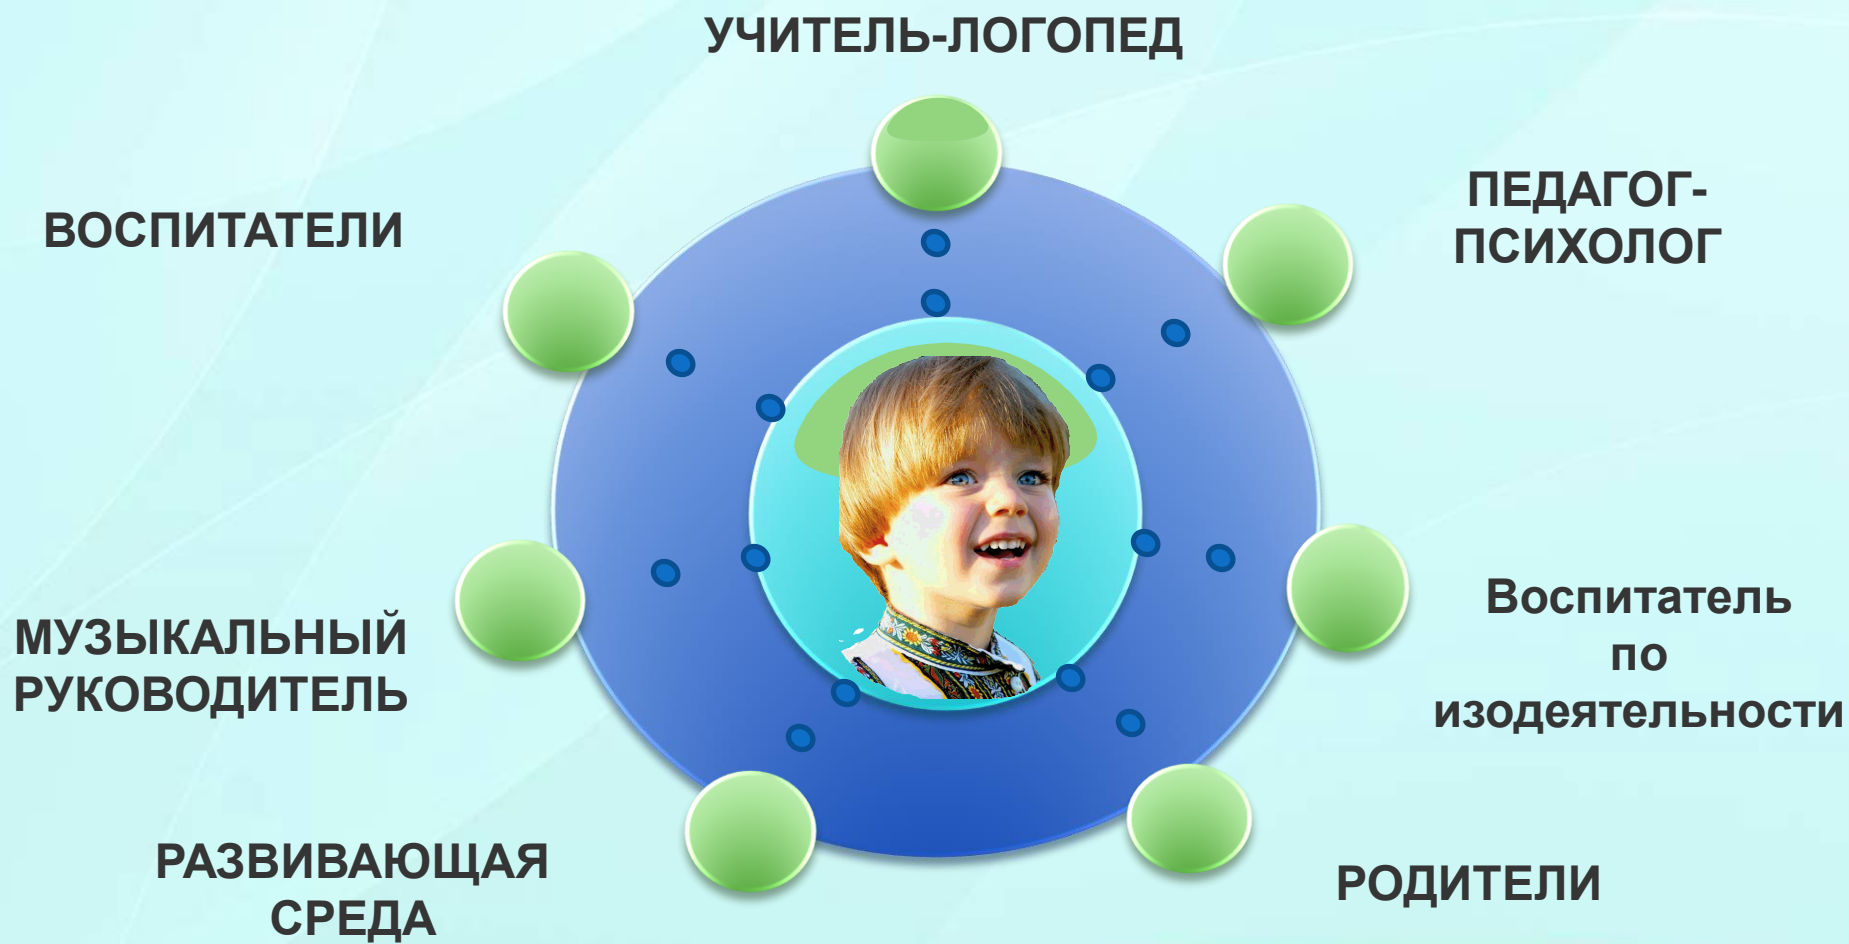 УЧИТЕЛЬ-ЛОГОПЕД
ПЕДАГОГ-
ПСИХОЛОГ
ВОСПИТАТЕЛИ
Воспитатель
по
изодеятельности
МУЗЫКАЛЬНЫЙ
РУКОВОДИТЕЛЬ
РАЗВИВАЮЩАЯ
СРЕДА
РОДИТЕЛИ